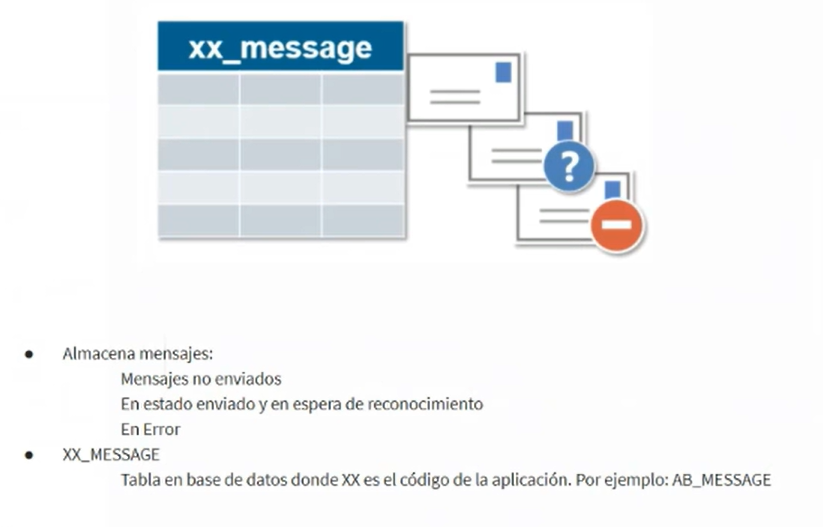 xx_message
?
● Almacena mensajes:
Mensajes no enviados
En estado enviado y en espera de reconocimiento
En Error
● XX_MESSAGE
Tabla en base de datos donde XX es el código de la aplicación. Por ejemplo: AB_MESSAGE